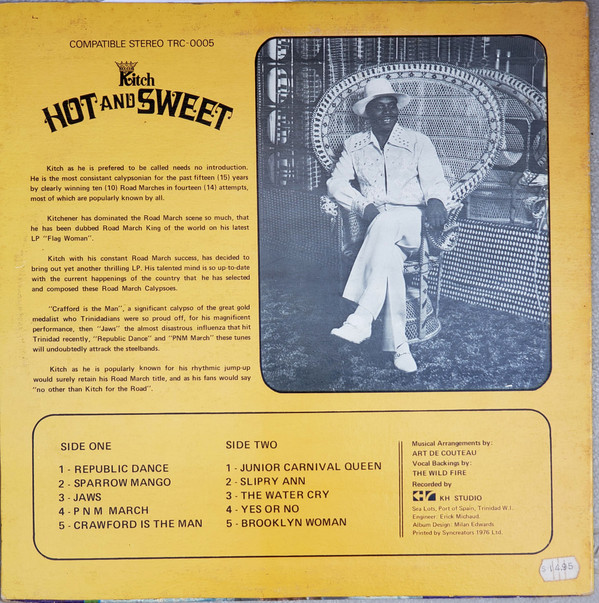 COMPATIBLE STEREO TRC-0005
Kitch
HOT AND SWEET
Kitch as he is prefered to be called needs no introduction.
He is the most consistant calypsonian for the past fifteen (15) years
by clearly winning ten (10) Road Marches in fourteen (14) attempts,
most of which are popularly known by all.
Kitchener has dominated the Road March scene so much, that
he has been dubbed Road March King of the world on his latest
LP "Flag Woman".
Kitch with his constant Road March success, has decided to
bring out yet another thrilling LP. His talented mind is so up-to-date
with the current happenings of the country that he has selected
and composed these Road March Calypsoes.
"Crafford is the Man", a significant calypso of the great gold
medalist who Trinidadians were so proud off, for his magnificent
performance, then "Jaws" the almost disastrous influenza that hit
Trinidad recently, "Republic Dance" and "PNM March" these tunes
will undoubtedly attrack the steelbands.
Kitch as he is popularly known for his rhythmic jump-up
would surely retain his Road March title, and as his fans would say
"no other than Kitch for the Road".
SIDE ONE
1 - REPUBLIC DANCE
2 - SPARROW MANGO
3 - JAWS
4 - P N M MARCH
5 - CRAWFORD IS THE MAN
SIDE TWO
1 - JUNIOR CARNIVAL QUEEN
2 - SLIPRY ANN
3 - THE WATER CRY
4 - YES OR NO
5 - BROOKLYN WOMAN
Musical Arrangements by:
ART DE COUTEAU
Vocal Backings by:
THE WILD FIRE
Recorded by
KH STUDIO
Sea Lots, Port of Spain, Trinidad W.I.
Engineer: Erick Michaud.
Album Design: Milan Edwards
Printed by Syncreators 1976 Ltd.